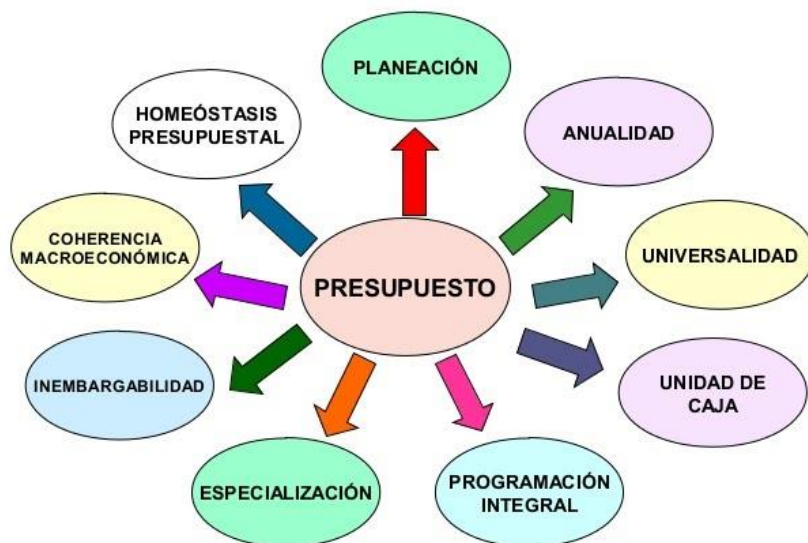 PLANEACIÓN
HOMEÓSTASIS
PRESUPUESTAL
ANUALIDAD
COHERENCIA
MACROECONÓMICA
UNIVERSALIDAD
PRESUPUESTO
INEMBARGABILIDAD
UNIDAD DE
CAJA
ESPECIALIZACIÓN
PROGRAMACIÓN
INTEGRAL